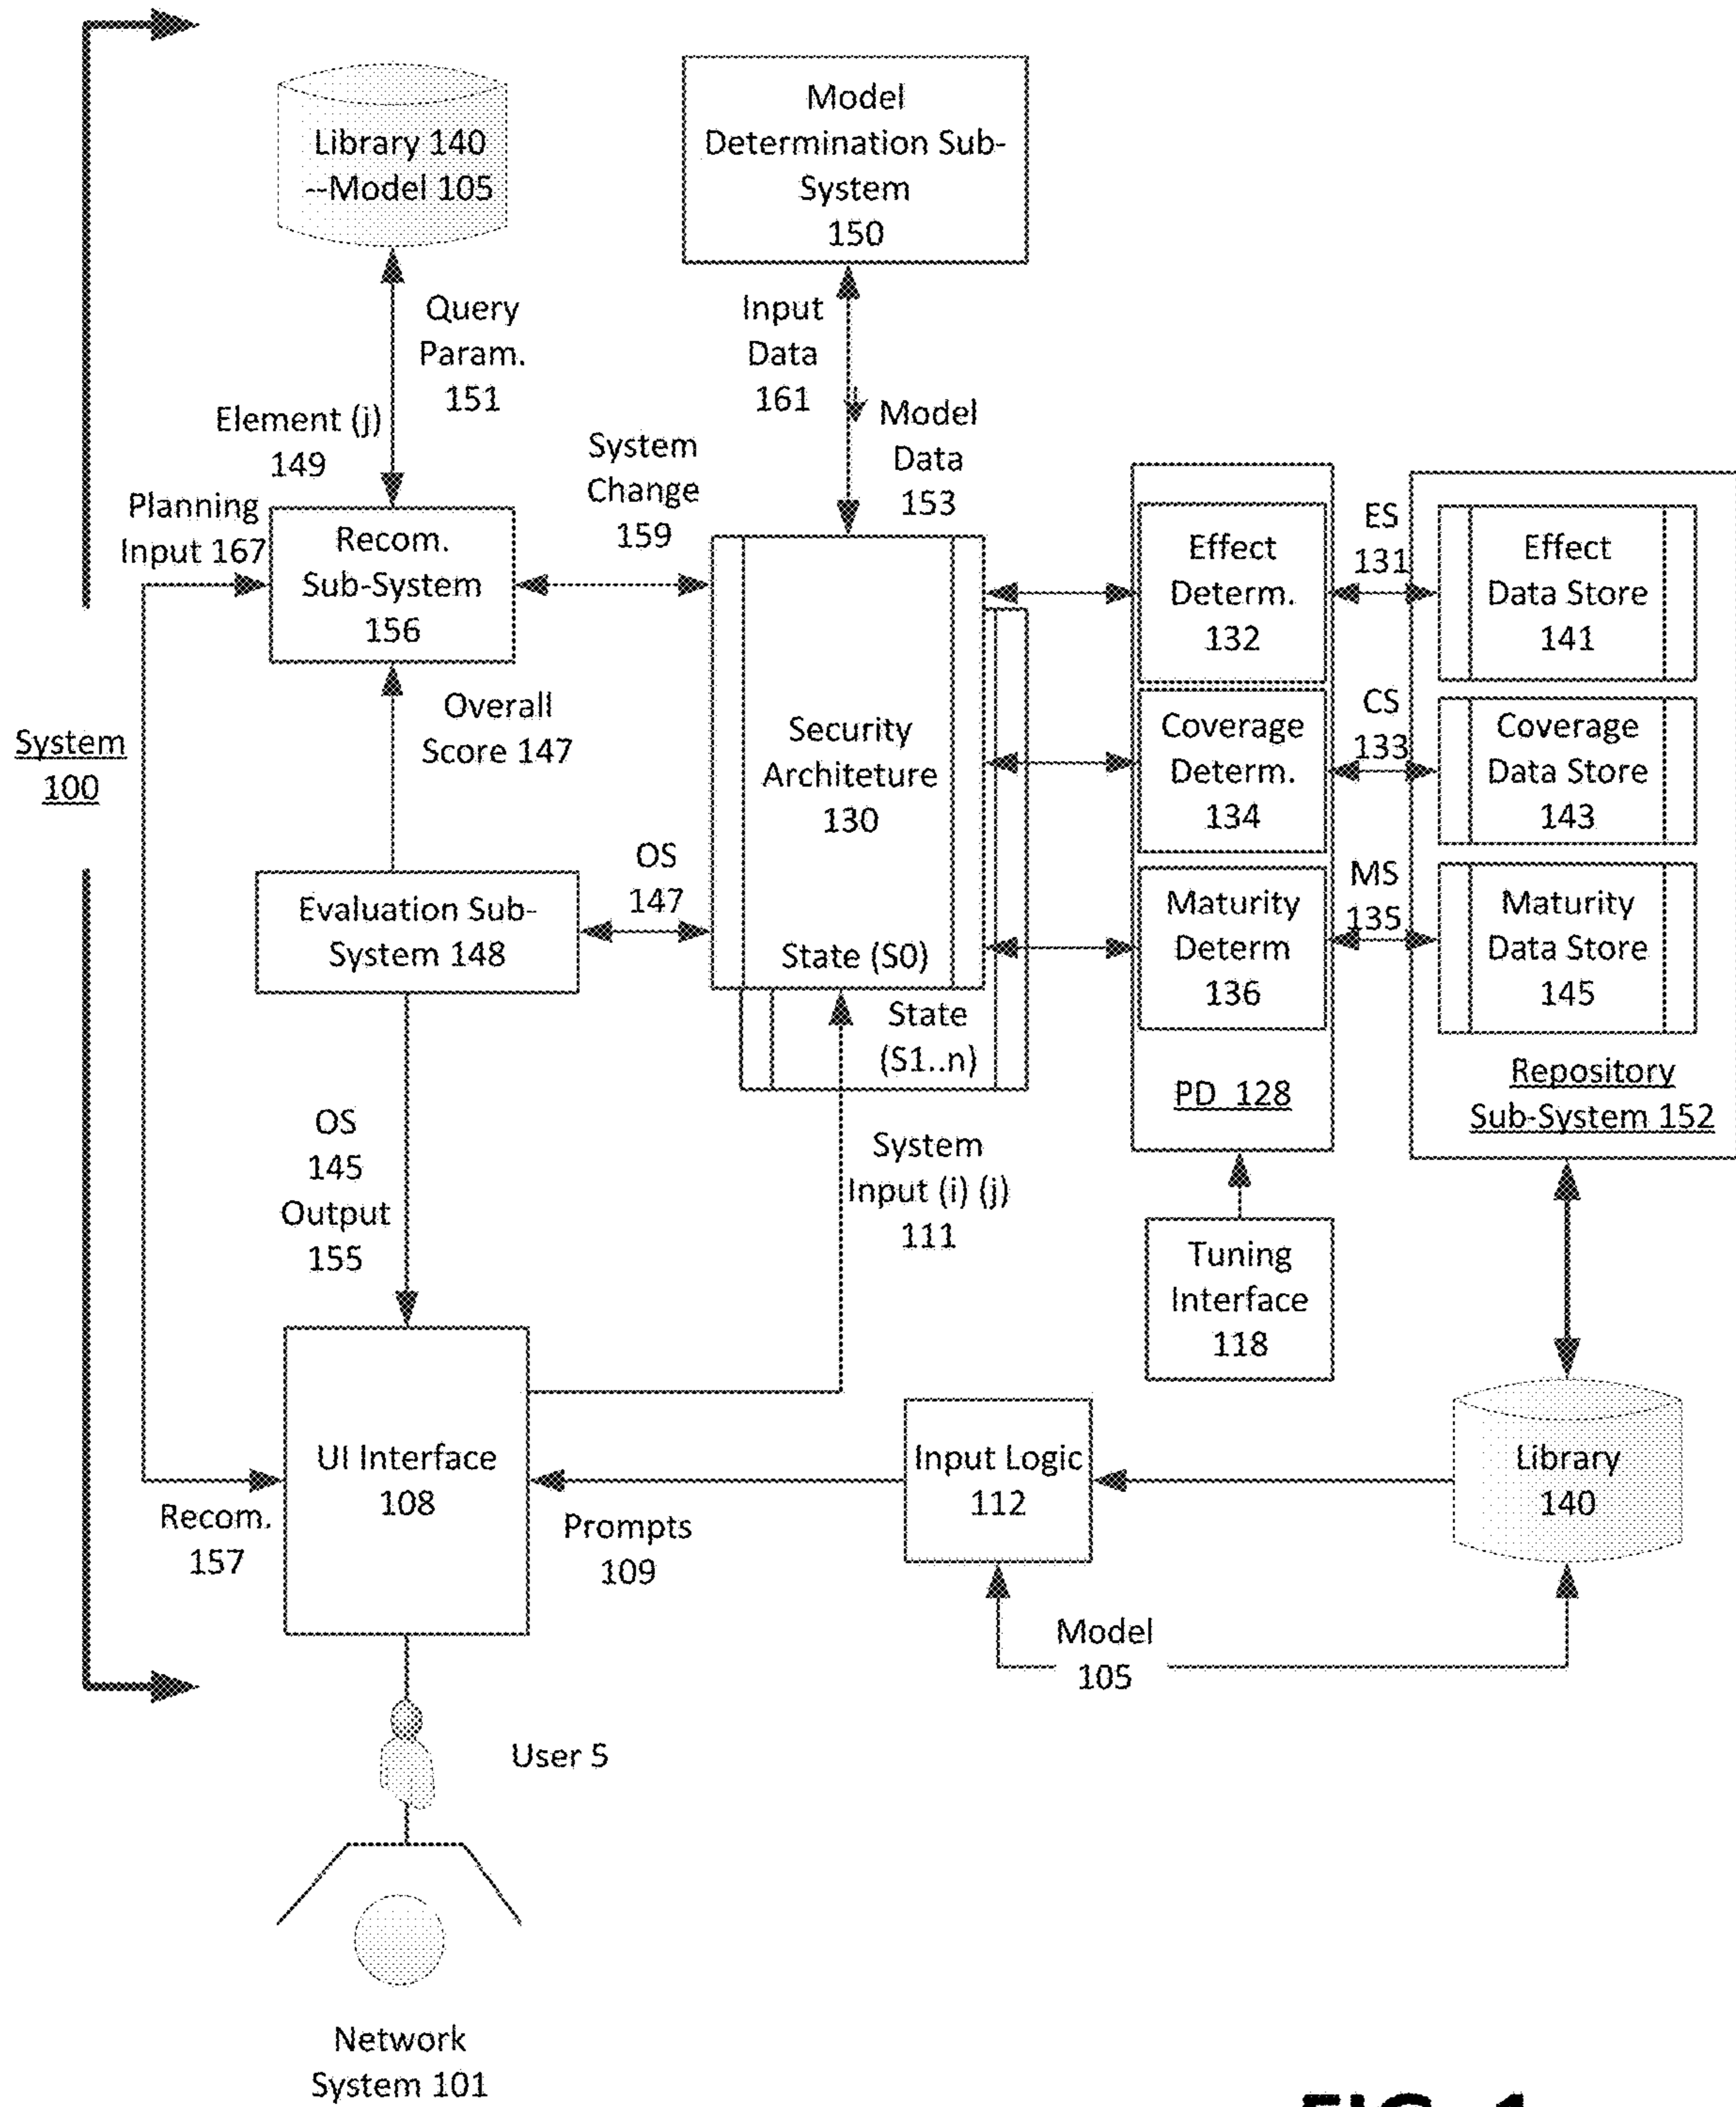 Library 140
--Model 105
Model
Determination Sub-
System
150
Query
Param.
151
Input
Data
161
Element (j)
149
Model
Data
153
System
Change
159
Planning
Input 167
Recom.
Sub-System
156
Effect
Determ.
132
ES
131
Effect
Data Store
141
Overall
Score 147
System
100
Security
Architeture
130
State (S0)
Coverage
Determ.
134
CS
133
Coverage
Data Store
143
Evaluation Sub-
System 148
OS
147
Maturity
Determ
136
MS
135
Maturity
Data Store
145
State
(S1..n)
PD 128
Repository
Sub-System 152
OS
145
Output
155
System
Input (i) (j)
111
Tuning
Interface
118
UI Interface
108
Input Logic
112
Library
140
Recom.
157
Prompts
109
Model
105
User 5
Network
System 101